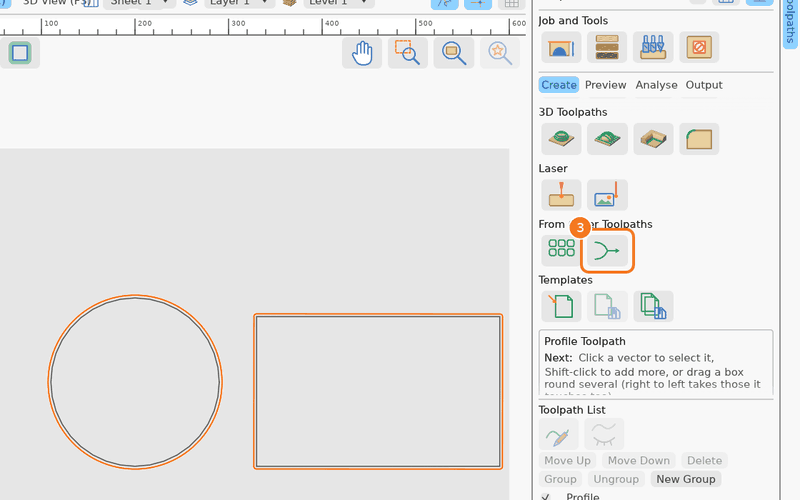 3D View (F3)
Sheet 1
Layer 1
Level 1
Toolpaths
100
200
300
400
500
600
Job and Tools
Create
Preview
Analyse
Output
3D Toolpaths
Laser
From
Toolpaths
3
Templates
Profile Toolpath
Next: Click a vector to select it,
Shift-click to add more, or drag a box
round several (right to left takes those it
Toolpath List
Move Up
Move Down
Delete
Group
Ungroup
New Group
Profile